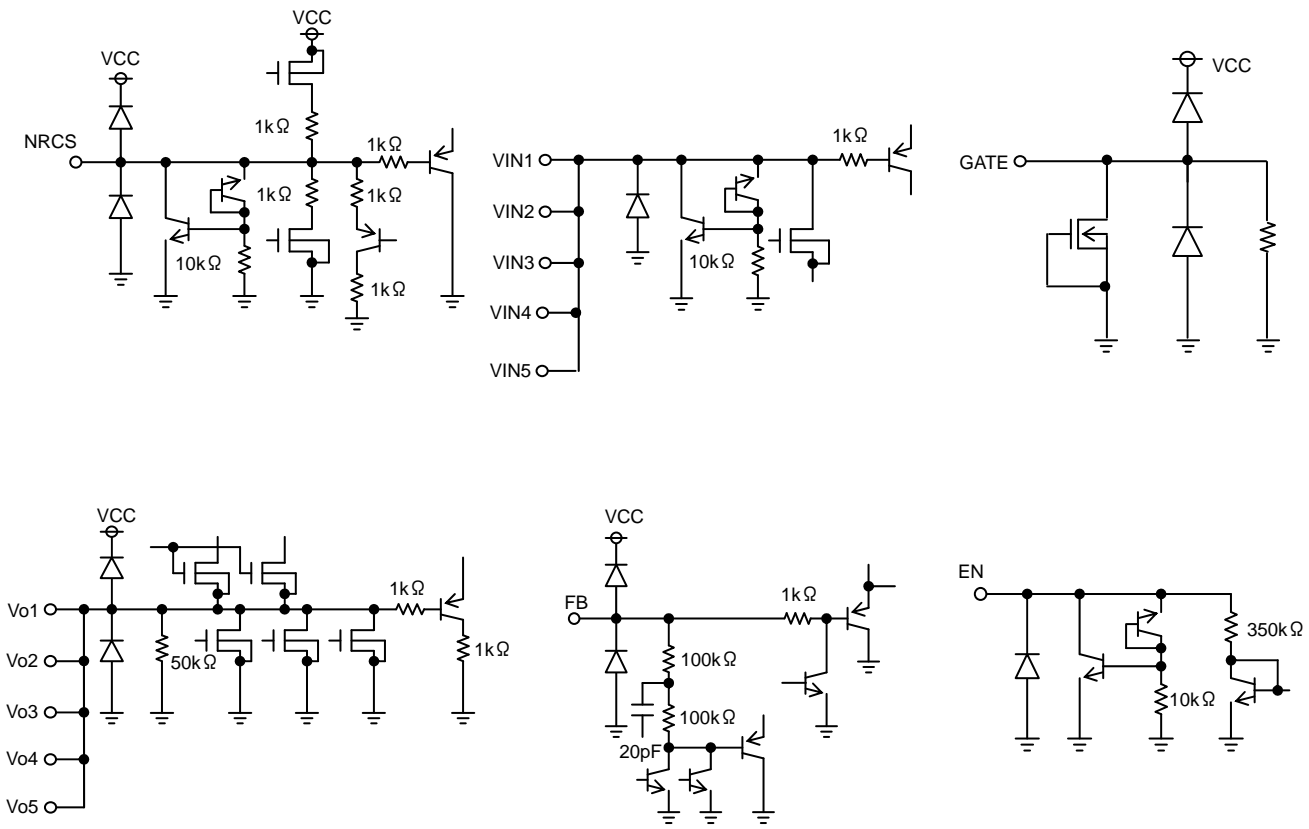 VCC
VCC
NRCS
1kΩ
1kΩ
1kΩ
1kΩ
10kΩ
1kΩ
VIN1
VIN2
VIN3
VIN4
VIN5
1kΩ
10kΩ
VCC
GATE
VCC
Vo1
Vo2
Vo3
Vo4
Vo5
50kΩ
1kΩ
1kΩ
VCC
FB
1kΩ
100kΩ
100kΩ
20pF
EN
350kΩ
10kΩ